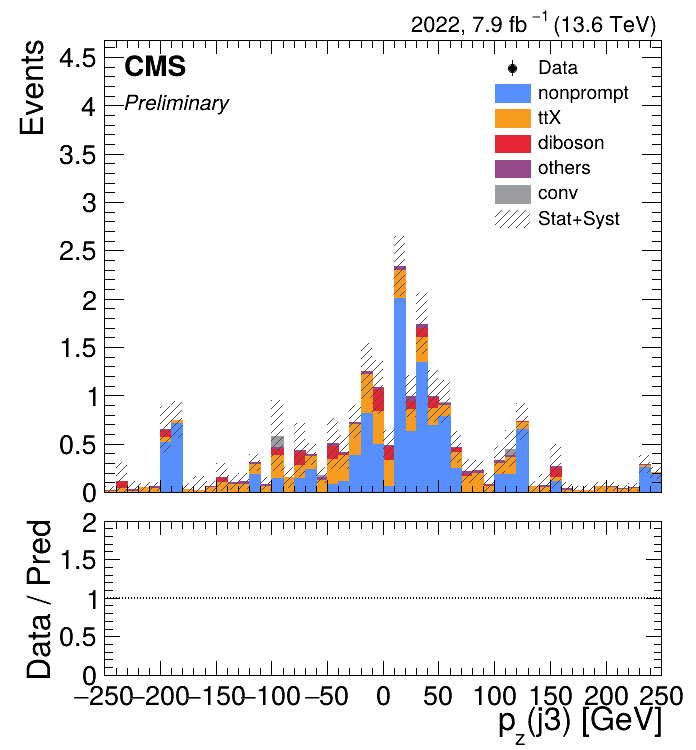 2022, 7.9 fb⁻¹ (13.6 TeV)
Events
4.5
4
3.5
3
2.5
2
1.5
1
0.5
0
CMS
Preliminary
Data
nonprompt
ttX
diboson
others
conv
Stat+Syst
Data / Pred
2
1.5
1
0.5
0
−250 −200 −150 −100 −50 0 50 100 150 200 250
p_z(j3) [GeV]